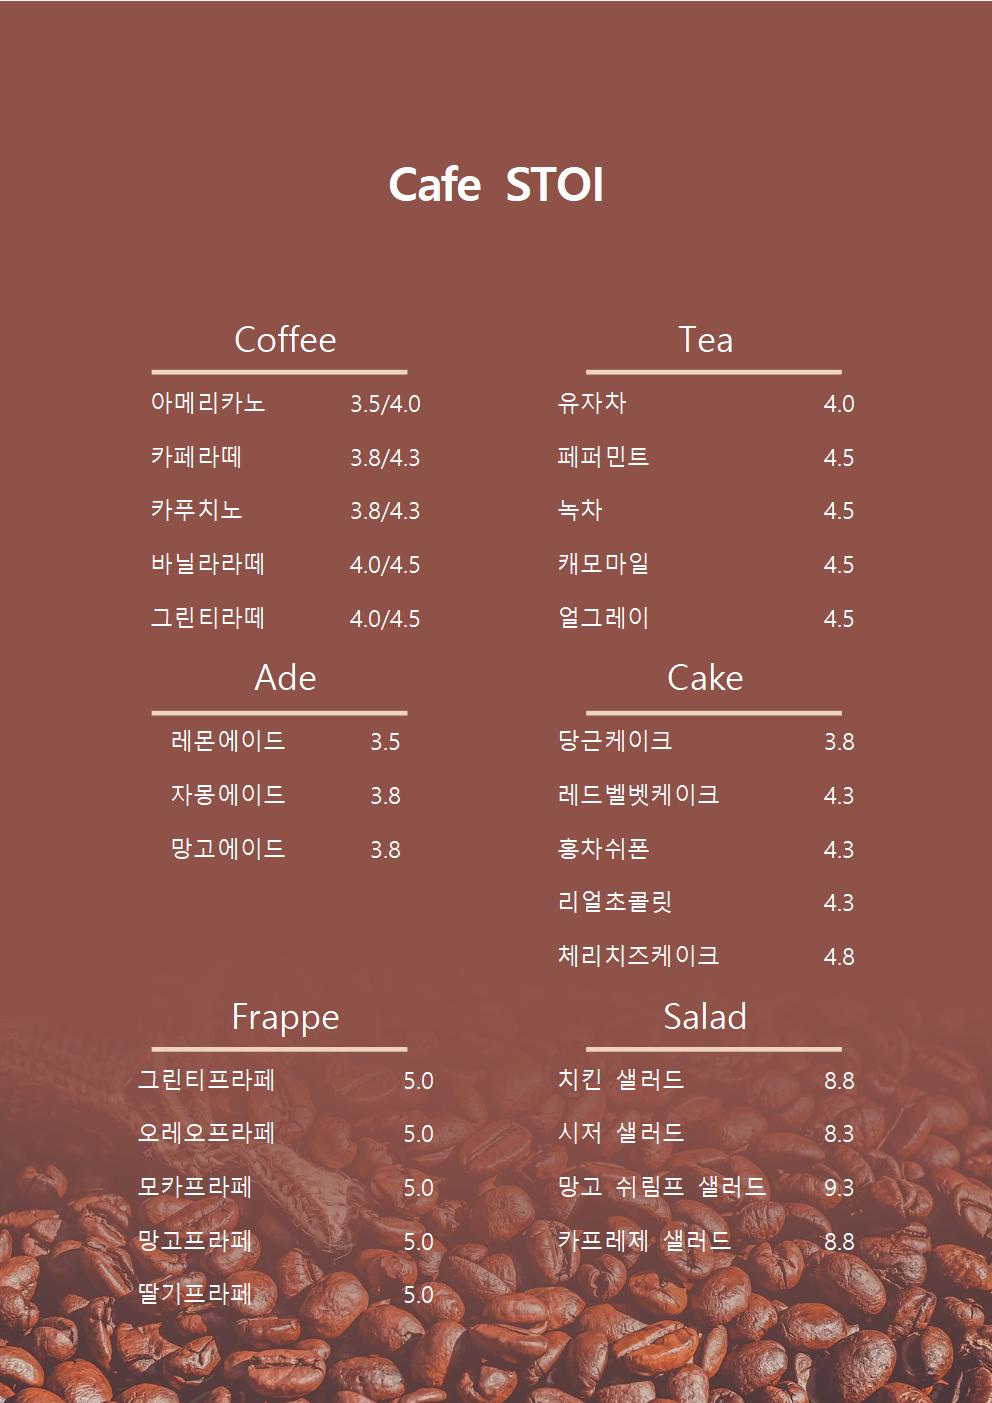 Cafe STOI
Coffee
아메리카노 3.5/4.0
카페라떼 3.8/4.3
카푸치노 3.8/4.3
바닐라라떼 4.0/4.5
그린티라떼 4.0/4.5
Tea
유자차 4.0
페퍼민트 4.5
녹차 4.5
캐모마일 4.5
얼그레이 4.5
Ade
레몬에이드 3.5
자몽에이드 3.8
망고에이드 3.8
Cake
당근케이크 3.8
레드벨벳케이크 4.3
홍차쉬폰 4.3
리얼초콜릿 4.3
체리치즈케이크 4.8
Frappe
그린티프라페 5.0
오레오프라페 5.0
모카프라페 5.0
망고프라페 5.0
딸기프라페 5.0
Salad
치킨 샐러드 8.8
시저 샐러드 8.3
망고 쉬림프 샐러드 9.3
카프레제 샐러드 8.8